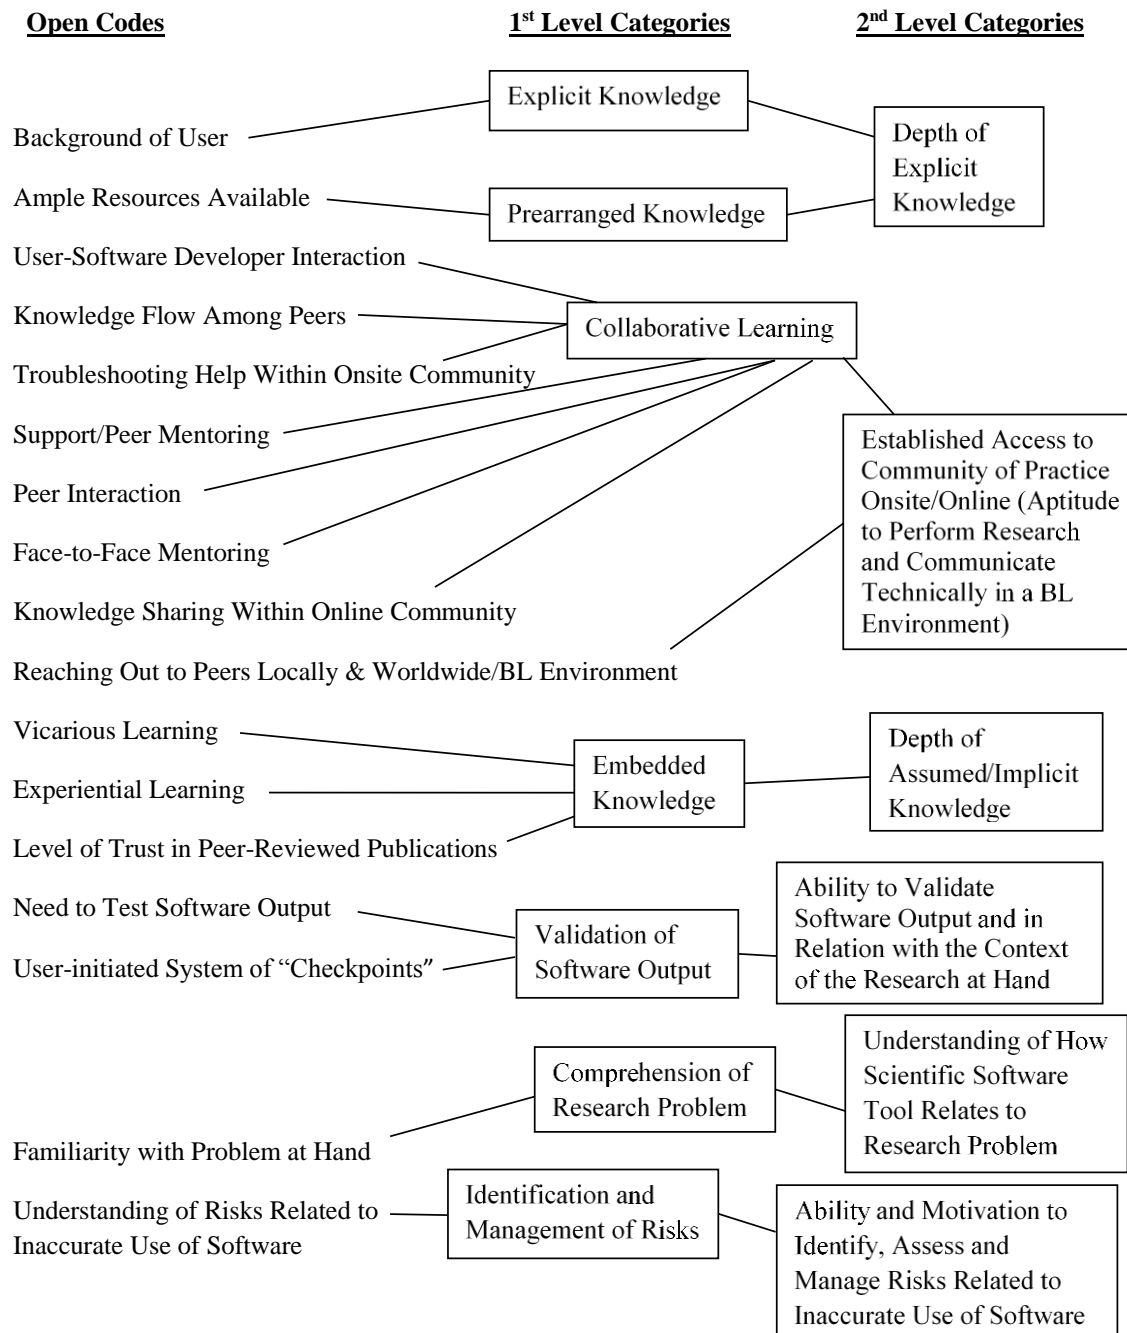 Open Codes
1st Level Categories
2nd Level Categories
Explicit Knowledge
Background of User
Depth of
Explicit
Knowledge
Ample Resources Available
Prearranged Knowledge
User-Software Developer Interaction
Knowledge Flow Among Peers
Collaborative Learning
Troubleshooting Help Within Onsite Community
Support/Peer Mentoring
Peer Interaction
Face-to-Face Mentoring
Knowledge Sharing Within Online Community
Reaching Out to Peers Locally & Worldwide/BL Environment
Established Access to
Community of Practice
Onsite/Online (Aptitude
to Perform Research
and Communicate
Technically in a BL
Environment)
Vicarious Learning
Experiential Learning
Level of Trust in Peer-Reviewed Publications
Embedded
Knowledge
Depth of
Assumed/Implicit
Knowledge
Need to Test Software Output
User-initiated System of “Checkpoints”
Validation of
Software Output
Ability to Validate
Software Output and in
Relation with the Context
of the Research at Hand
Familiarity with Problem at Hand
Comprehension of
Research Problem
Understanding of How
Scientific Software
Tool Relates to
Research Problem
Understanding of Risks Related to
Inaccurate Use of Software
Identification and
Management of Risks
Ability and Motivation to
Identify, Assess and
Manage Risks Related to
Inaccurate Use of Software